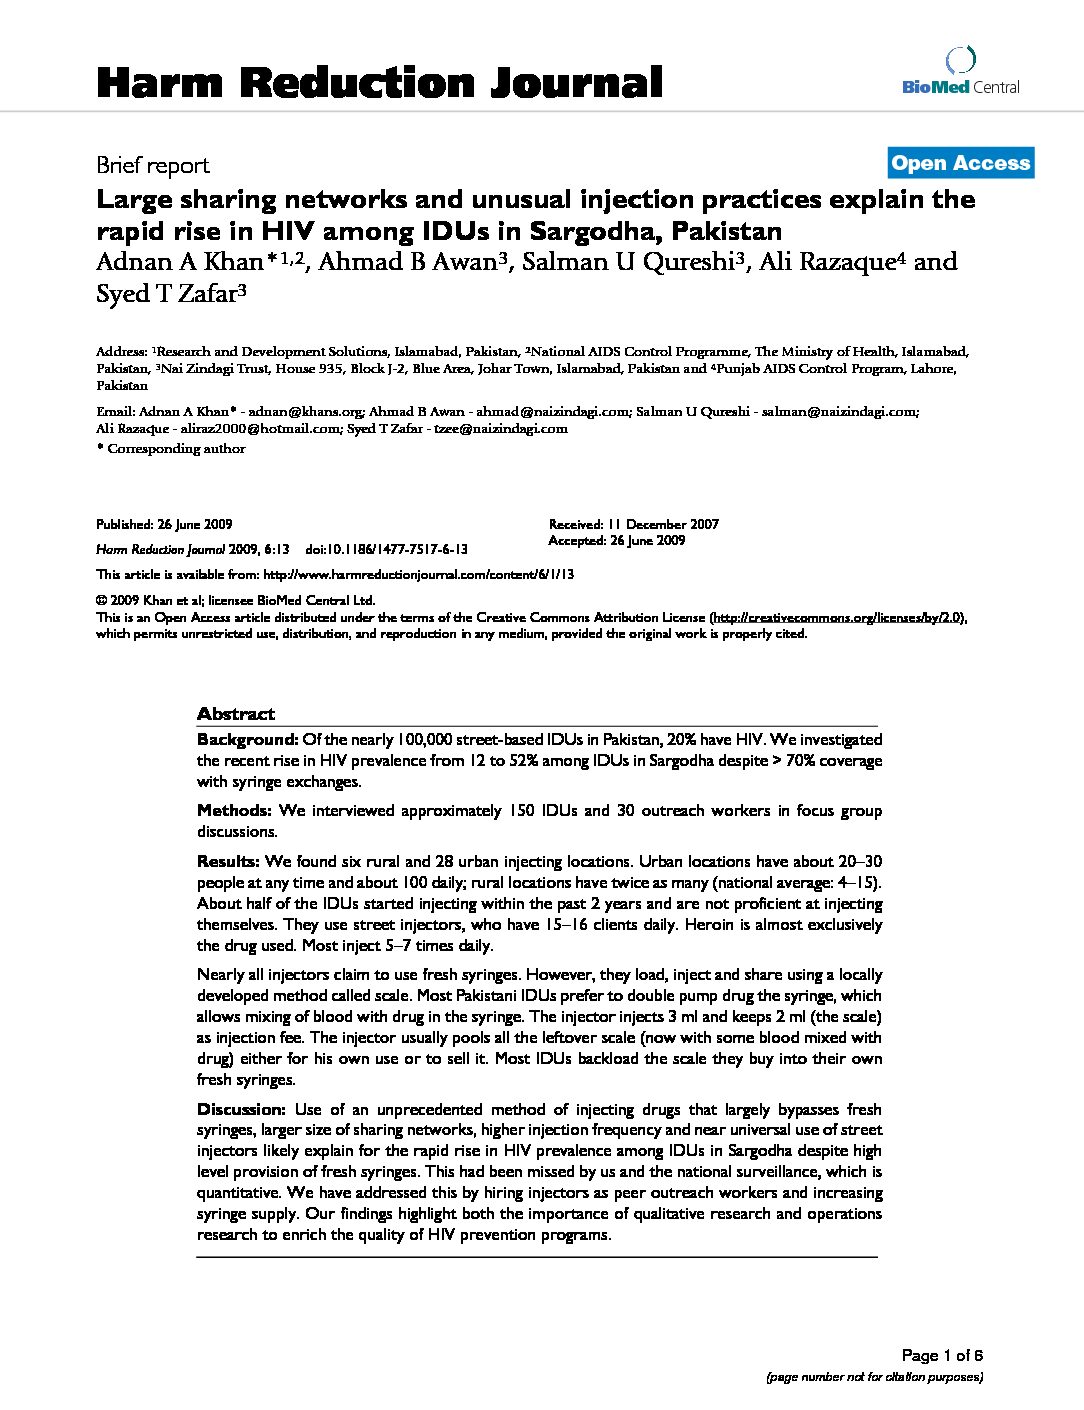 Harm Reduction Journal
BioMed Central
Brief report
Open Access
Large sharing networks and unusual injection practices explain the
rapid rise in HIV among IDUs in Sargodha, Pakistan
Adnan A Khan*1,2, Ahmad B Awan3, Salman U Qureshi3, Ali Razaque4 and
Syed T Zafar3
Address: 1Research and Development Solutions, Islamabad, Pakistan, 2National AIDS Control Programme, The Ministry of Health, Islamabad,
Pakistan, 3Nai Zindagi Trust, House 935, Block J-2, Blue Area, Johar Town, Islamabad, Pakistan and 4Punjab AIDS Control Program, Lahore,
Pakistan
Email: Adnan A Khan* - adnan@khans.org; Ahmad B Awan - ahmad@naizindagi.com; Salman U Qureshi - salman@naizindagi.com;
Ali Razaque - aliraz2000@hotmail.com; Syed T Zafar - tzee@naizindagi.com
* Corresponding author
Published: 26 June 2009
Received: 11 December 2007
Accepted: 26 June 2009
Harm Reduction Journal 2009, 6:13 doi:10.1186/1477-7517-6-13
This article is available from: http://www.harmreductionjournal.com/content/6/1/13
© 2009 Khan et al; licensee BioMed Central Ltd.
This is an Open Access article distributed under the terms of the Creative Commons Attribution License (http://creativecommons.org/licenses/by/2.0),
which permits unrestricted use, distribution, and reproduction in any medium, provided the original work is properly cited.
Abstract
Background: Of the nearly 100,000 street-based IDUs in Pakistan, 20% have HIV. We investigated
the recent rise in HIV prevalence from 12 to 52% among IDUs in Sargodha despite > 70% coverage
with syringe exchanges.
Methods: We interviewed approximately 150 IDUs and 30 outreach workers in focus group
discussions.
Results: We found six rural and 28 urban injecting locations. Urban locations have about 20–30
people at any time and about 100 daily; rural locations have twice as many (national average: 4–15).
About half of the IDUs started injecting within the past 2 years and are not proficient at injecting
themselves. They use street injectors, who have 15–16 clients daily. Heroin is almost exclusively
the drug used. Most inject 5–7 times daily.
Nearly all injectors claim to use fresh syringes. However, they load, inject and share using a locally
developed method called scale. Most Pakistani IDUs prefer to double pump drug the syringe, which
allows mixing of blood with drug in the syringe. The injector injects 3 ml and keeps 2 ml (the scale)
as injection fee. The injector usually pools all the leftover scale (now with some blood mixed with
drug) either for his own use or to sell it. Most IDUs backload the scale they buy into their own
fresh syringes.
Discussion: Use of an unprecedented method of injecting drugs that largely bypasses fresh
syringes, larger size of sharing networks, higher injection frequency and near universal use of street
injectors likely explain for the rapid rise in HIV prevalence among IDUs in Sargodha despite high
level provision of fresh syringes. This had been missed by us and the national surveillance, which is
quantitative. We have addressed this by hiring injectors as peer outreach workers and increasing
syringe supply. Our findings highlight both the importance of qualitative research and operations
research to enrich the quality of HIV prevention programs.
Page 1 of 6
(page number not for citation purposes)